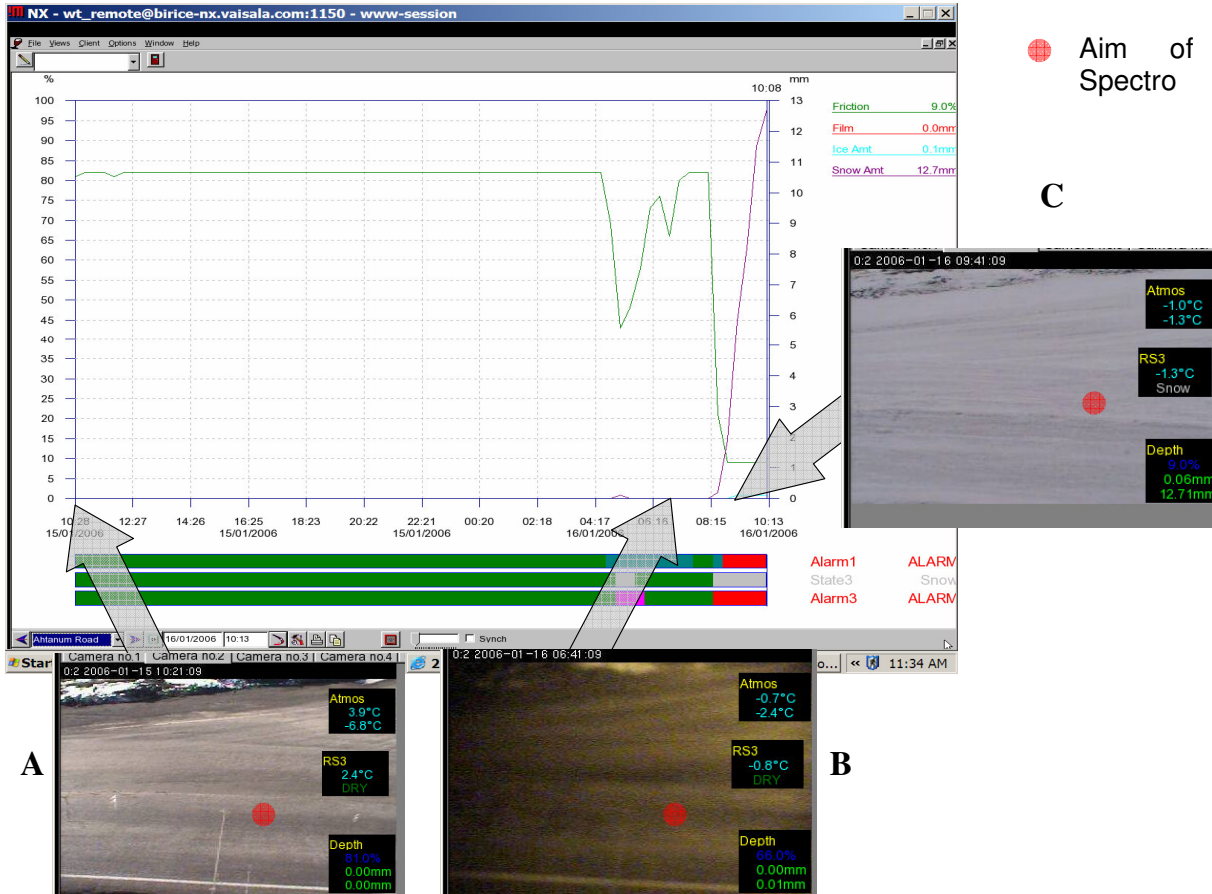 NX - wt_remote@birice-nx.vaisala.com:1150 - www-session
File Views Client Options Window Help
% mm
10:08
100
95
90
85
80
75
70
65
60
55
50
45
40
35
30
25
20
15
10
5
0
13
12
11
10
9
8
7
6
5
4
3
2
1
0
Friction 9.0%
Film 0.0mm
Ice Amt 0.1mm
Snow Amt 12.7mm
10:28 12:27 14:26 16:25 18:23 20:22 22:21 00:20 02:18 04:17 06:16 08:15 10:13
15/01/2006 15/01/2006 15/01/2006 16/01/2006 16/01/2006
Alarm1 ALARM
State3 Snow
Alarm3 ALARM
Ahtanum Road 16/01/2006 10:13 Synch
Star 2 o... « 11:34 AM
Aim of
Spectro
C
0:2 2006-01-16 09:41:09
Atmos
-1.0°C
-1.3°C
RS3
-1.3°C
Snow
Depth
9.0%
0.06mm
12.71mm
A
Camera no.1 Camera no.2 Camera no.3 Camera no.4
0:2 2006-01-15 10:21:09
Atmos
3.9°C
-6.8°C
RS3
2.4°C
DRY
Depth
81.0%
0.00mm
0.00mm
B
0:2 2006-01-16 06:41:09
Atmos
-0.7°C
-2.4°C
RS3
-0.8°C
DRY
Depth
66.0%
0.00mm
0.01mm